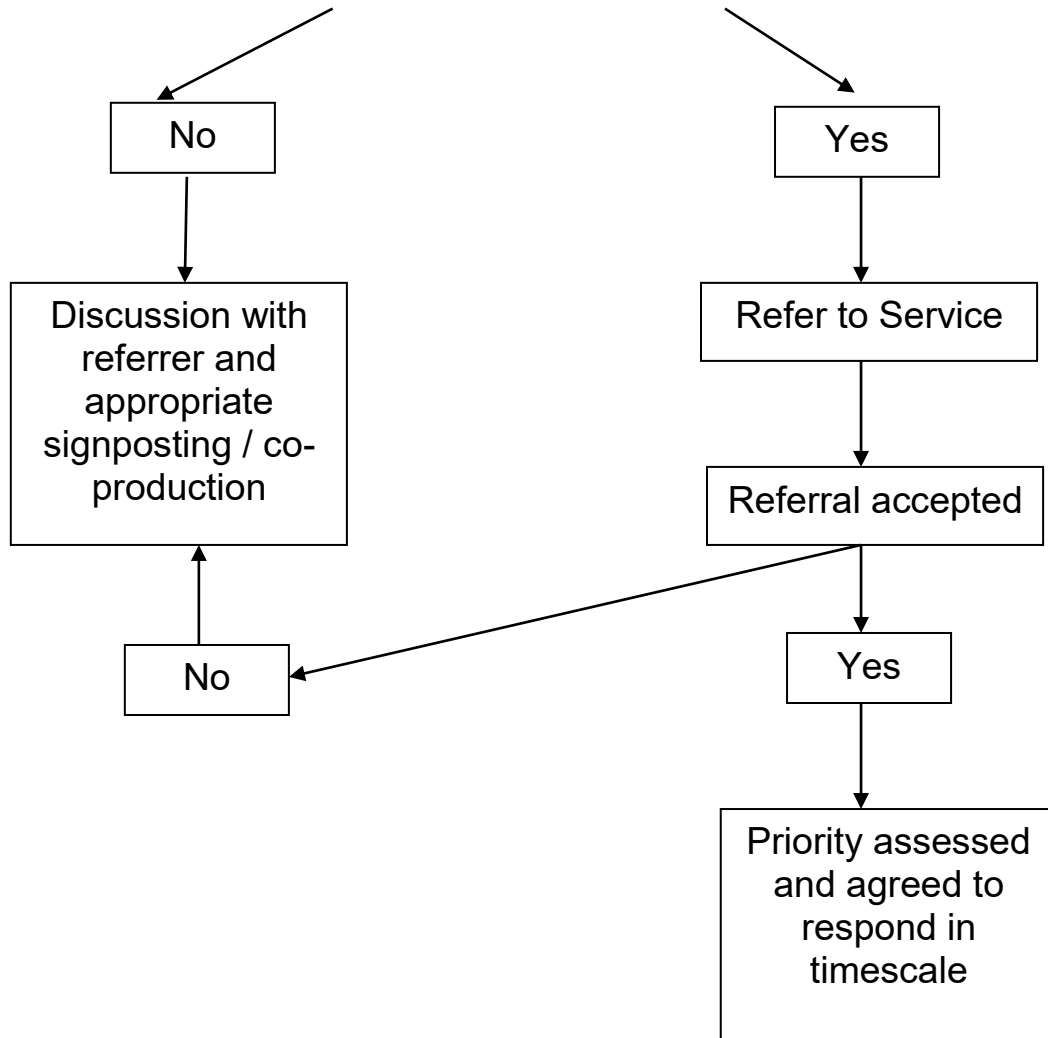 No
Yes
Discussion with
referrer and
appropriate
signposting / co-
production
Refer to Service
Referral accepted
No
Yes
Priority assessed
and agreed to
respond in
timescale